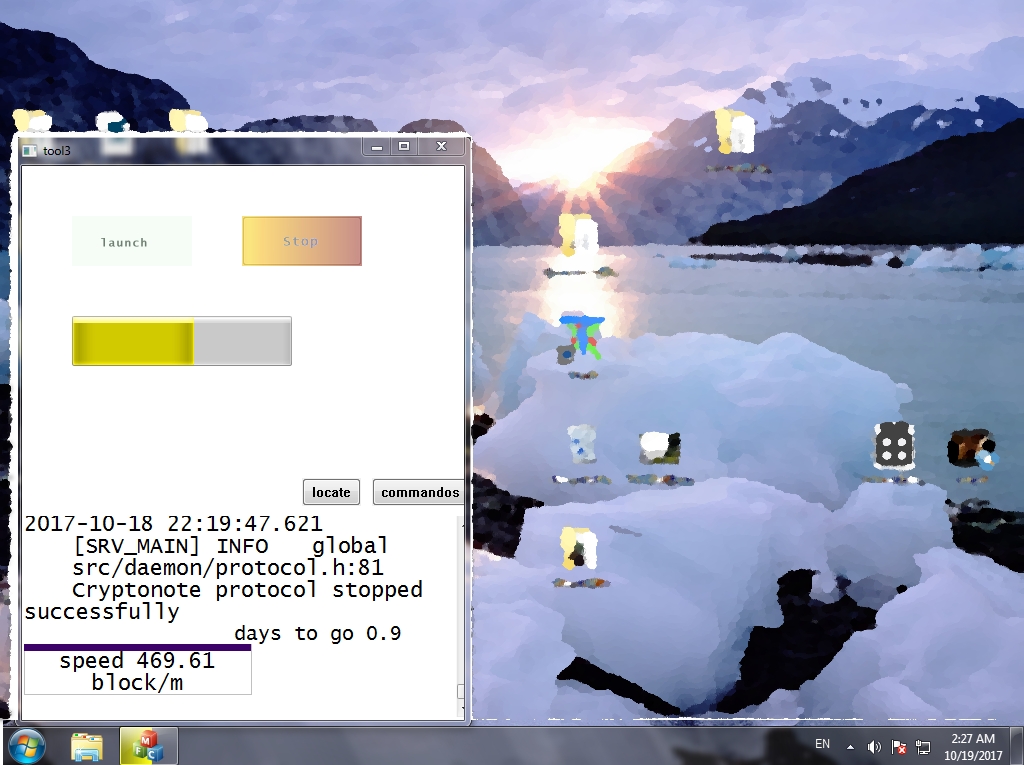 tool3
launch
Stop
locate
commandos
2017-10-18 22:19:47.621
[SRV_MAIN] INFO global
src/daemon/protocol.h:81
Cryptonote protocol stopped
successfully
days to go 0.9
speed 469.61
block/m
EN
2:27 AM
10/19/2017